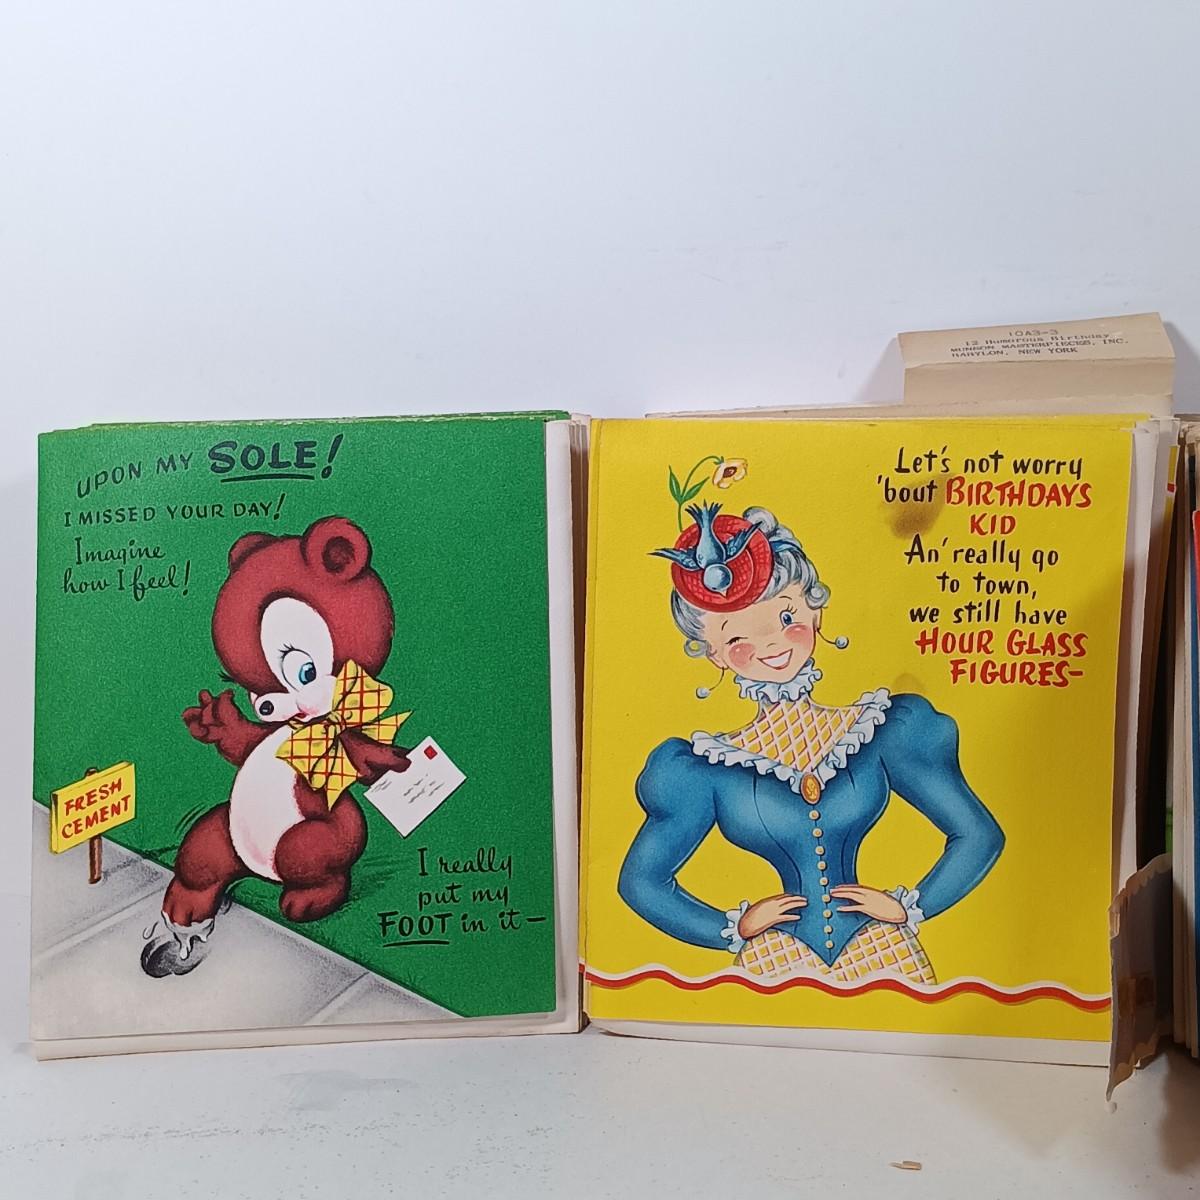 UPON MY SOLE!
I MISSED YOUR DAY!
Imagine
how I feel!
FRESH
CEMENT
I really
put my
FOOT in it-
Let's not worry
'bout BIRTHDAYS
KID
An' really go
to town,
we still have
HOUR GLASS
FIGURES-
10A3-3
12 Humorous Birthday
MUNSON MASTERPIECES, INC.
BABYLON, NEW YORK